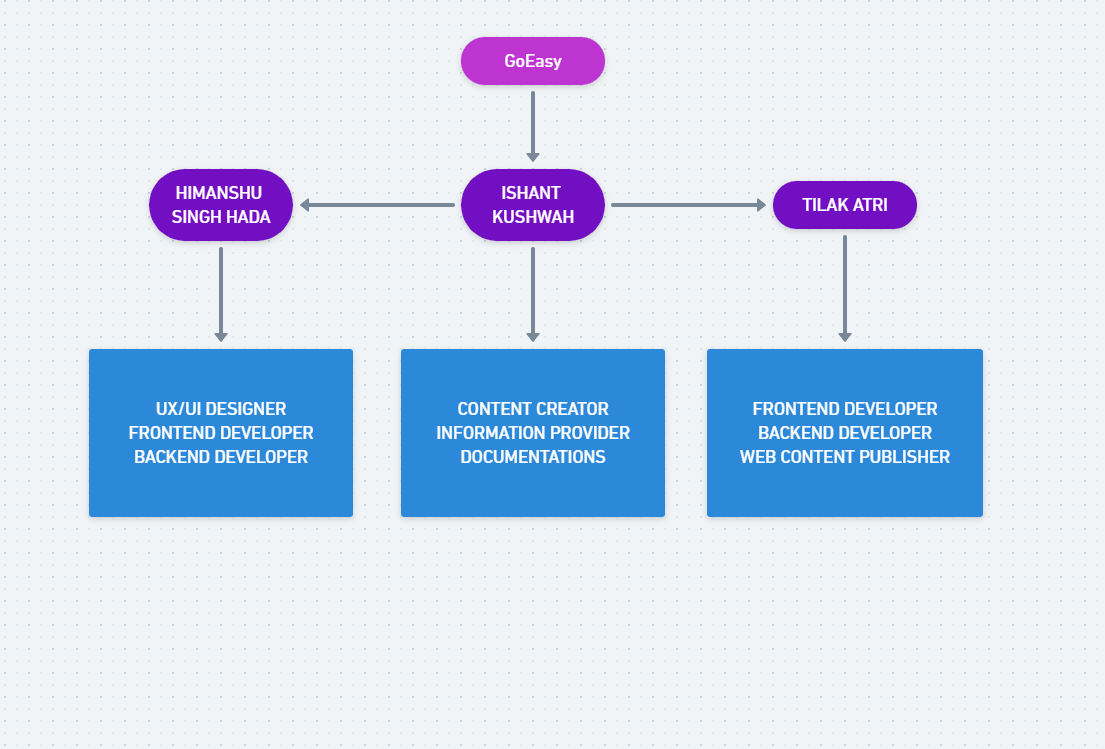 GoEasy
HIMANSHU
SINGH HADA
ISHANT
KUSHWAH
TILAK ATRI
UX/UI DESIGNER
FRONTEND DEVELOPER
BACKEND DEVELOPER
CONTENT CREATOR
INFORMATION PROVIDER
DOCUMENTATIONS
FRONTEND DEVELOPER
BACKEND DEVELOPER
WEB CONTENT PUBLISHER